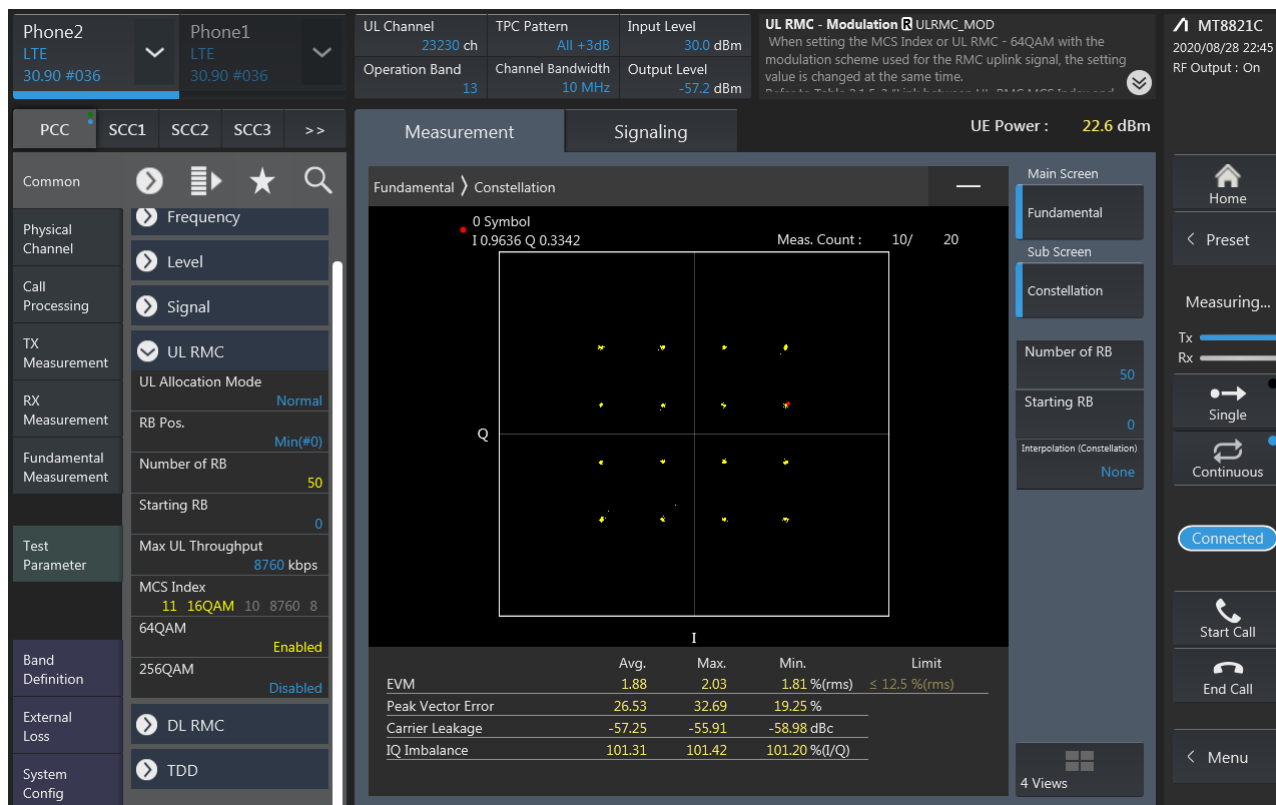 Phone2
LTE
30.90 #036
Phone1
LTE
30.90 #036
UL Channel
23230 ch
TPC Pattern
All +3dB
Input Level
30.0 dBm
Operation Band
13
Channel Bandwidth
10 MHz
Output Level
-57.2 dBm
UL RMC - Modulation R ULRMC_MOD
When setting the MCS Index or UL RMC - 64QAM with the
modulation scheme used for the RMC uplink signal, the setting
value is changed at the same time.
MT8821C
2020/08/28 22:45
RF Output : On
PCC
SCC1
SCC2
SCC3
>>
Measurement
Signaling
UE Power : 22.6 dBm
Common
Physical
Channel
Call
Processing
TX
Measurement
RX
Measurement
Fundamental
Measurement
Test
Parameter
Band
Definition
External
Loss
System
Config
Frequency
Level
Signal
UL RMC
UL Allocation Mode
Normal
RB Pos.
Min(#0)
Number of RB
50
Starting RB
0
Max UL Throughput
8760 kbps
MCS Index
11 16QAM 10 8760 8
64QAM
Enabled
256QAM
Disabled
DL RMC
TDD
Fundamental 〉 Constellation
0 Symbol
I 0.9636 Q 0.3342
Meas. Count : 10/ 20
Q
I
Avg. Max. Min. Limit
EVM 1.88 2.03 1.81 %(rms) ≤ 12.5 %(rms)
Peak Vector Error 26.53 32.69 19.25 %
Carrier Leakage -57.25 -55.91 -58.98 dBc
IQ Imbalance 101.31 101.42 101.20 %(I/Q)
Main Screen
Fundamental
Sub Screen
Constellation
Number of RB
50
Starting RB
0
Interpolation (Constellation)
None
4 Views
Home
< Preset
Measuring...
Tx
Rx
Single
Continuous
Connected
Start Call
End Call
< Menu